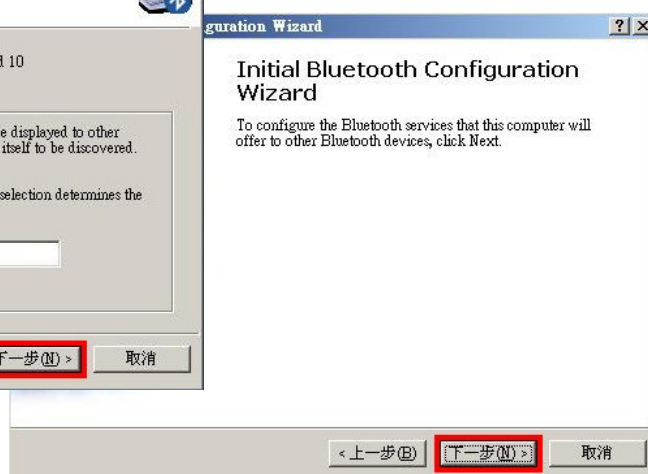 guration Wizard
Initial Bluetooth Configuration
Wizard
To configure the Bluetooth services that this computer will
offer to other Bluetooth devices, click Next.
10
e displayed to other
itself to be discovered.
selection determines the
下一步(N) >
取消
< 上一步(B)
下一步(N) >
取消